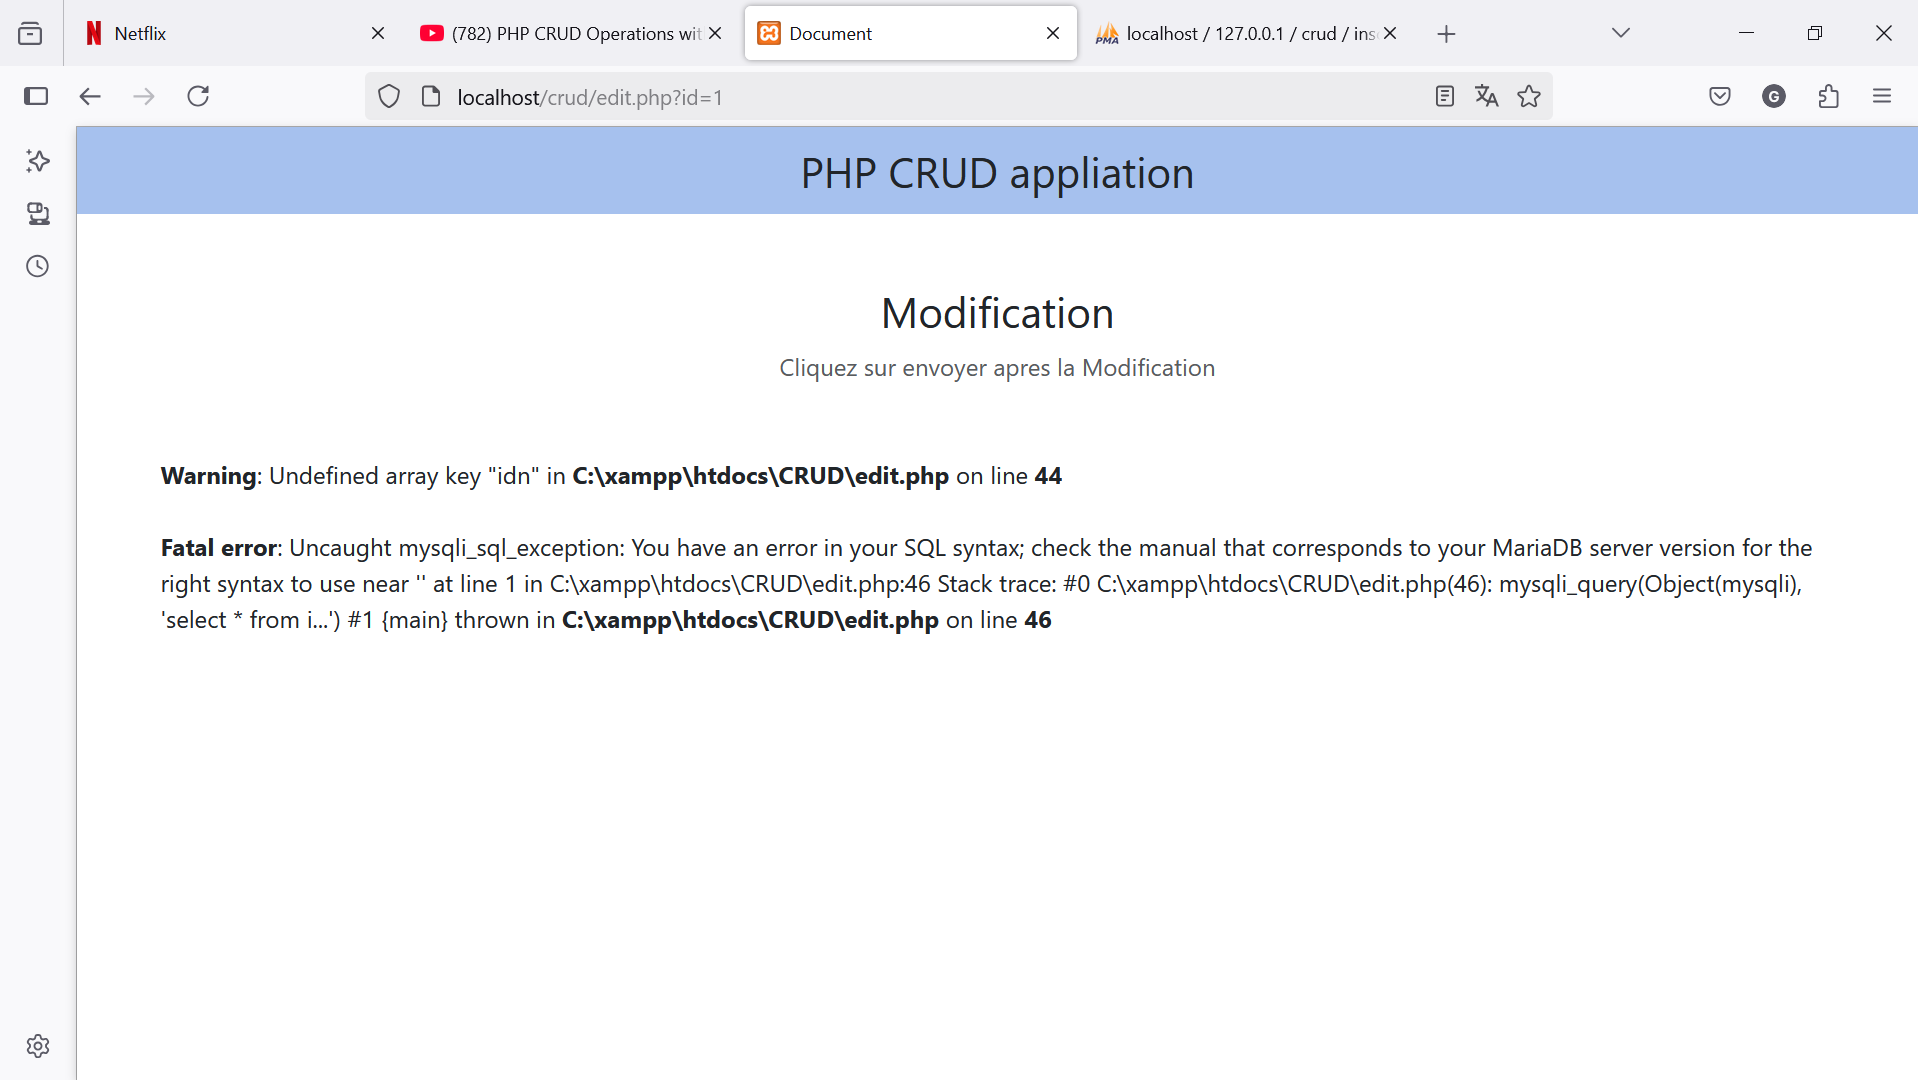 Netflix
(782) PHP CRUD Operations wit
Document
PMA
localhost / 127.0.0.1 / crud / inse
localhost/crud/edit.php?id=1
G
PHP CRUD appliation
Modification
Cliquez sur envoyer apres la Modification
Warning: Undefined array key "idn" in C:\xampp\htdocs\CRUD\edit.php on line 44
Fatal error: Uncaught mysqli_sql_exception: You have an error in your SQL syntax; check the manual that corresponds to your MariaDB server version for the
right syntax to use near '' at line 1 in C:\xampp\htdocs\CRUD\edit.php:46 Stack trace: #0 C:\xampp\htdocs\CRUD\edit.php(46): mysqli_query(Object(mysqli),
'select * from i...') #1 {main} thrown in C:\xampp\htdocs\CRUD\edit.php on line 46